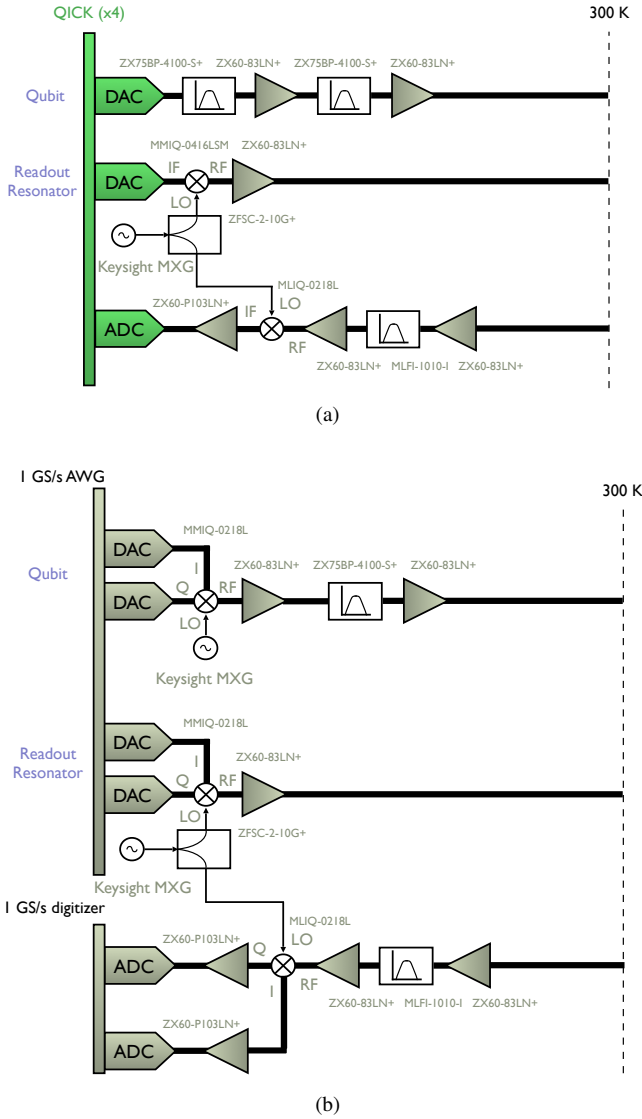 QICK (x4)
300 K
ZX75BP-4100-S+ ZX60-83LN+ ZX75BP-4100-S+ ZX60-83LN+
Qubit
DAC
MMIQ-0416LSM ZX60-83LN+
Readout
Resonator
DAC
IF
RF
LO
ZFSC-2-10G+
Keysight MXG
MLIQ-0218L
ZX60-P103LN+
LO
IF
ADC
RF
ZX60-83LN+ MLFI-1010-I ZX60-83LN+
(a)
1 GS/s AWG
300 K
MMIQ-0218L
DAC
Qubit
I
ZX60-83LN+ ZX75BP-4100-S+ ZX60-83LN+
DAC
Q
RF
LO
Keysight MXG
MMIQ-0218L
DAC
Readout
Resonator
I
ZX60-83LN+
DAC
Q
RF
LO
ZFSC-2-10G+
Keysight MXG
1 GS/s digitizer
MLIQ-0218L
ZX60-P103LN+
Q
LO
ADC
I
RF
ZX60-83LN+ MLFI-1010-I ZX60-83LN+
ZX60-P103LN+
ADC
(b)